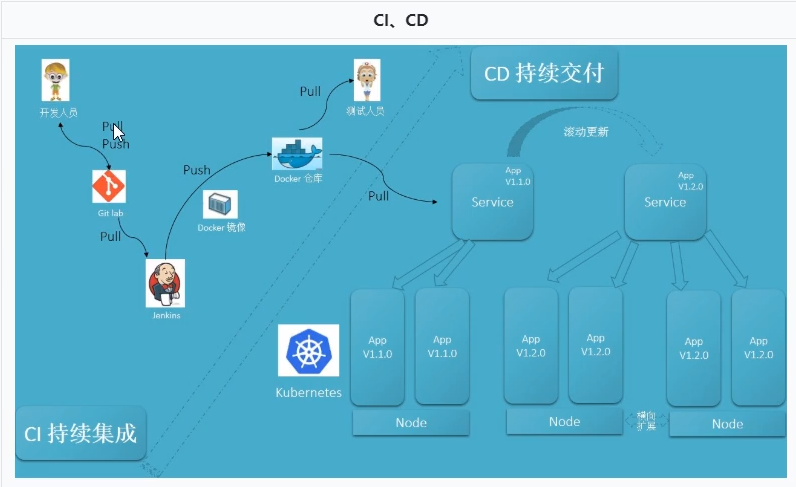 CI、CD
CD 持续交付
开发人员
Pull
Push
Git lab
Pull
Jenkins
Push
Docker 镜像
Docker 仓库
Pull
测试人员
Pull
滚动更新
App
V1.1.0
Service
App
V1.2.0
Service
Kubernetes
App
V1.1.0
App
V1.1.0
Node
App
V1.2.0
App
V1.2.0
Node
横向
扩展
App
V1.2.0
App
V1.2.0
Node
CI 持续集成